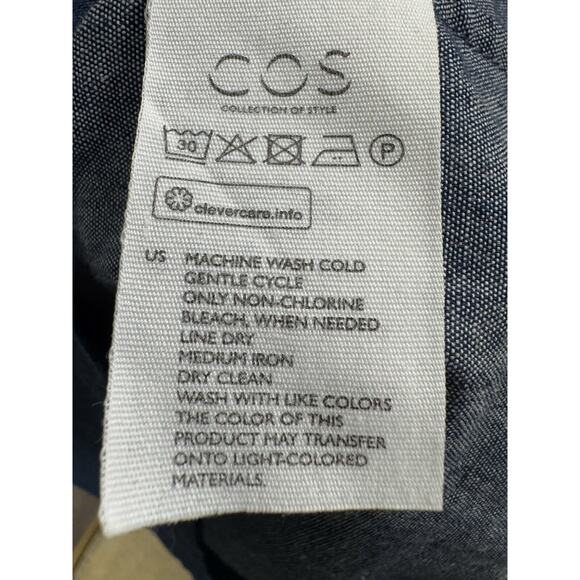 COS
COLLECTION OF STYLE
30 P
clevercare.info
US MACHINE WASH COLD
GENTLE CYCLE
ONLY NON-CHLORINE
BLEACH, WHEN NEEDED
LINE DRY
MEDIUM IRON
DRY CLEAN
WASH WITH LIKE COLORS
THE COLOR OF THIS
PRODUCT MAY TRANSFER
ONTO LIGHT-COLORED
MATERIALS.